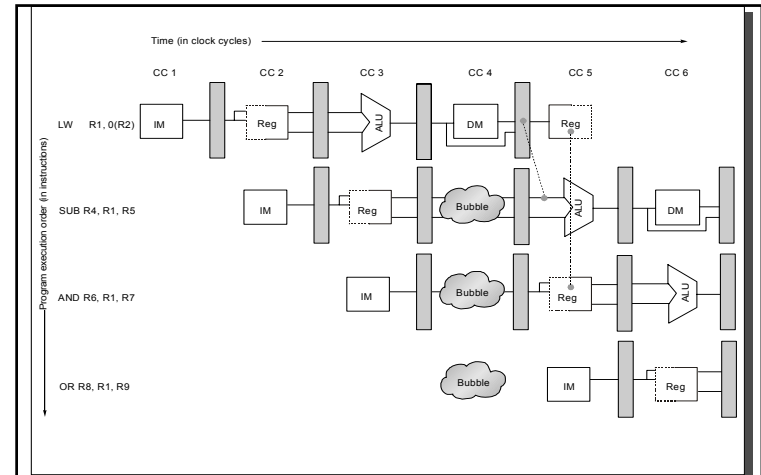 Time (in clock cycles)
CC 1 CC 2 CC 3 CC 4 CC 5 CC 6
Program execution order (in instructions)
LW R1, 0(R2) IM Reg ALU DM Reg
SUB R4, R1, R5 IM Reg Bubble ALU DM
AND R6, R1, R7 IM Bubble Reg ALU
OR R8, R1, R9 Bubble IM Reg